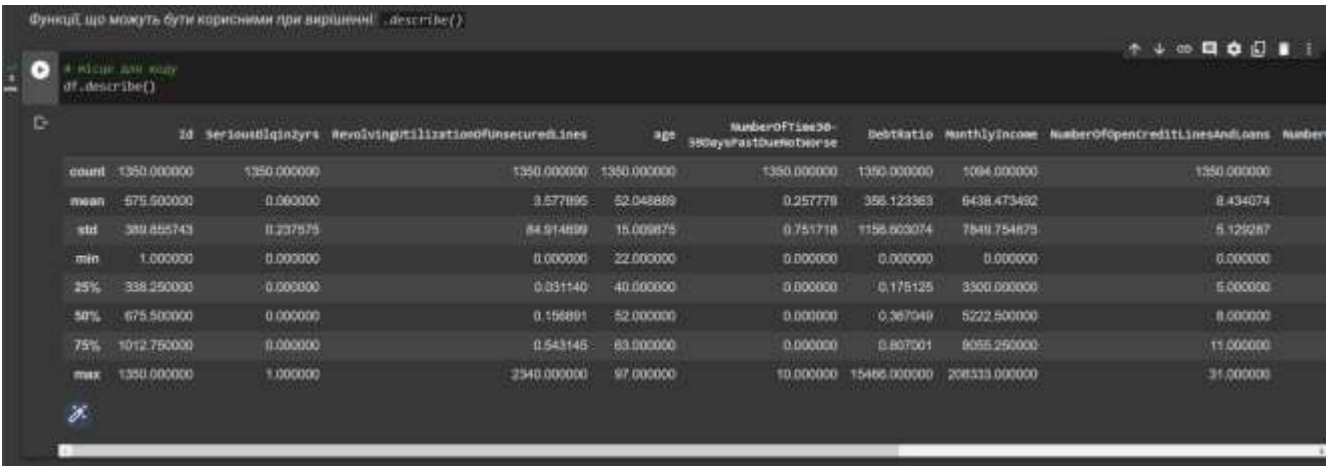 Функції, що можуть бути корисними при вирішенні: .describe()
# місце для коду
df.describe()
Id SeriousDlqin2yrs RevolvingUtilizationOfUnsecuredLines age NumberOfTime30-59DaysPastDueNotWorse DebtRatio MonthlyIncome NumberOfOpenCreditLinesAndLoans Number
count 1350.000000 1350.000000 1350.000000 1350.000000 1350.000000 1350.000000 1094.000000 1350.000000
mean 675.500000 0.060000 3.577895 52.048889 0.257778 356.123363 6438.473492 8.434074
std 389.855743 0.237575 84.914699 15.009875 0.751718 1156.603074 7849.754875 5.129287
min 1.000000 0.000000 0.000000 22.000000 0.000000 0.000000 0.000000 0.000000
25% 338.250000 0.000000 0.031140 40.000000 0.000000 0.175125 3300.000000 5.000000
50% 675.500000 0.000000 0.156891 52.000000 0.000000 0.367049 5222.500000 8.000000
75% 1012.750000 0.000000 0.543145 63.000000 0.000000 0.807001 8055.250000 11.000000
max 1350.000000 1.000000 2340.000000 97.000000 10.000000 15466.000000 208333.000000 31.000000